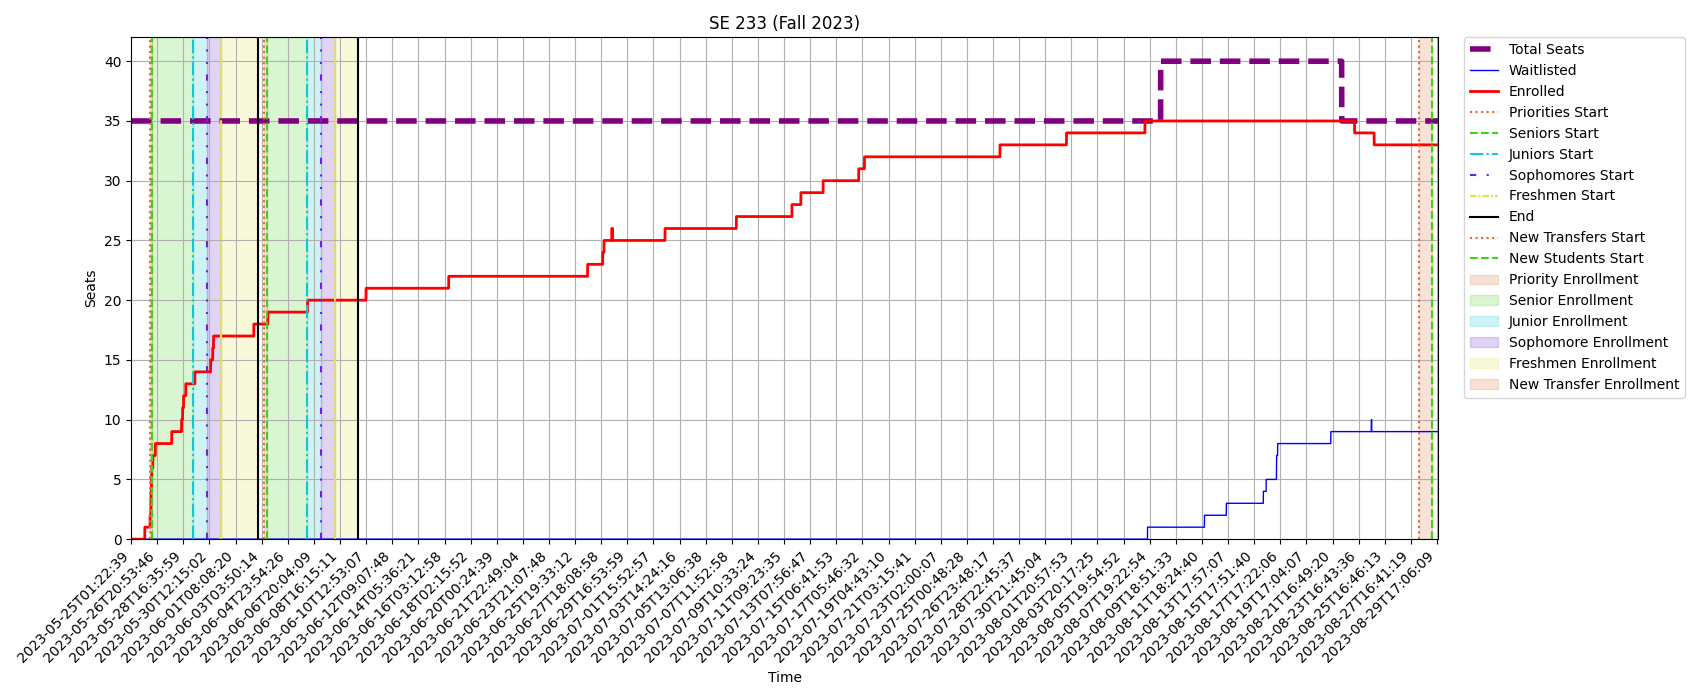 SE 233 (Fall 2023)
40
35
30
25
20
15
10
5
0
Seats
2023-05-25T01:22:39
2023-05-26T20:53:46
2023-05-28T16:35:59
2023-05-30T12:15:02
2023-06-01T08:08:20
2023-06-03T03:50:14
2023-06-04T23:54:26
2023-06-06T20:04:09
2023-06-08T16:15:11
2023-06-10T12:53:07
2023-06-12T09:07:48
2023-06-14T05:36:21
2023-06-16T03:12:58
2023-06-18T02:15:52
2023-06-20T00:24:39
2023-06-21T22:49:04
2023-06-23T21:07:48
2023-06-25T19:33:12
2023-06-27T18:08:58
2023-06-29T16:53:59
2023-07-01T15:52:57
2023-07-03T14:24:16
2023-07-05T13:06:38
2023-07-07T11:52:58
2023-07-09T10:33:24
2023-07-11T09:23:35
2023-07-13T07:56:47
2023-07-15T06:41:53
2023-07-17T05:46:32
2023-07-19T04:43:10
2023-07-21T03:15:41
2023-07-23T02:00:07
2023-07-25T00:48:28
2023-07-26T23:48:17
2023-07-28T22:45:37
2023-07-30T21:45:04
2023-08-01T20:57:53
2023-08-03T20:17:25
2023-08-05T19:54:52
2023-08-07T19:22:54
2023-08-09T18:51:33
2023-08-11T18:24:40
2023-08-13T17:57:07
2023-08-15T17:51:40
2023-08-17T17:22:06
2023-08-19T17:04:07
2023-08-21T16:49:20
2023-08-23T16:43:36
2023-08-25T16:46:13
2023-08-27T16:41:19
2023-08-29T17:06:09
Time
Total Seats
Waitlisted
Enrolled
Priorities Start
Seniors Start
Juniors Start
Sophomores Start
Freshmen Start
End
New Transfers Start
New Students Start
Priority Enrollment
Senior Enrollment
Junior Enrollment
Sophomore Enrollment
Freshmen Enrollment
New Transfer Enrollment